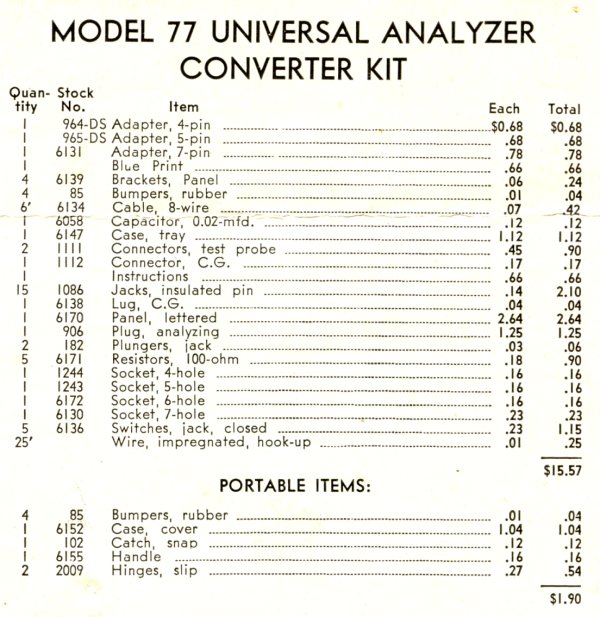 MODEL 77 UNIVERSAL ANALYZER
CONVERTER KIT
Quan- Stock
tity No. Item Each Total
1 964-DS Adapter, 4-pin $0.68 $0.68
1 965-DS Adapter, 5-pin .68 .68
1 6131 Adapter, 7-pin .78 .78
1 Blue Print .66 .66
4 6139 Brackets, Panel .06 .24
4 85 Bumpers, rubber .01 .04
6' 6134 Cable, 8-wire .07 .42
1 6058 Capacitor, 0.02-mfd. .12 .12
1 6147 Case, tray 1.12 1.12
2 1111 Connectors, test probe .45 .90
1 1112 Connector, C.G. .17 .17
1 Instructions .66 .66
15 1086 Jacks, insulated pin .14 2.10
1 6138 Lug, C.G. .04 .04
1 6170 Panel, lettered 2.64 2.64
1 906 Plug, analyzing 1.25 1.25
2 182 Plungers, jack .03 .06
5 6171 Resistors, 100-ohm .18 .90
1 1244 Socket, 4-hole .16 .16
1 1243 Socket, 5-hole .16 .16
1 6172 Socket, 6-hole .16 .16
1 6130 Socket, 7-hole .23 .23
5 6136 Switches, jack, closed .23 1.15
25' Wire, impregnated, hook-up .01 .25
$15.57
PORTABLE ITEMS:
4 85 Bumpers, rubber .01 .04
1 6152 Case, cover 1.04 1.04
1 102 Catch, snap .12 .12
1 6155 Handle .16 .16
2 2009 Hinges, slip .27 .54
$1.90